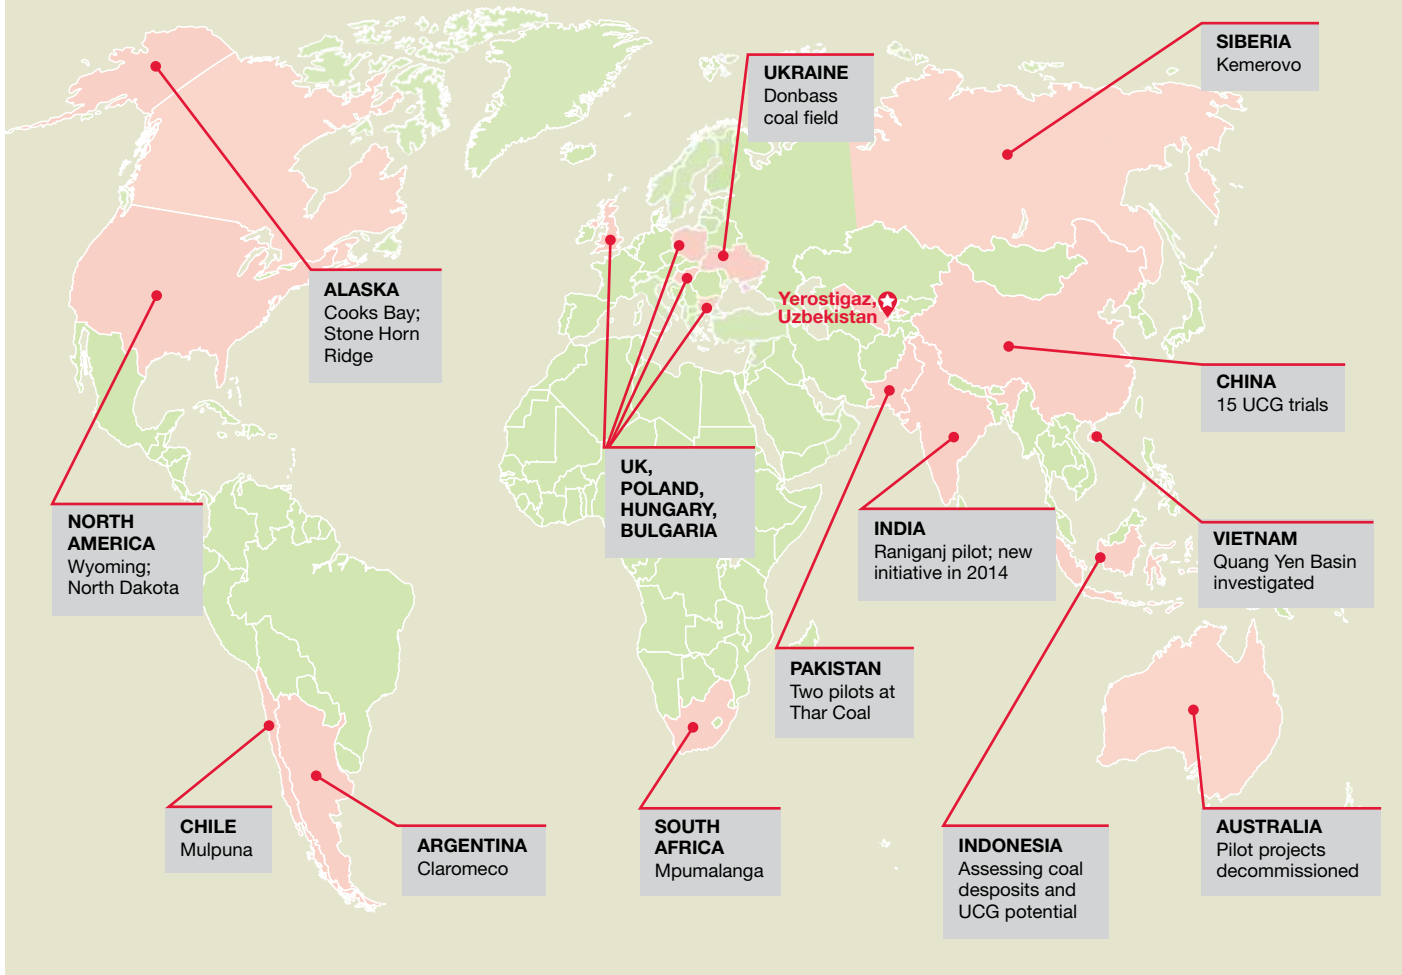 SIBERIA
Kemerovo
UKRAINE
Donbass
coal field
ALASKA
Cooks Bay;
Stone Horn
Ridge
Yerostigaz,
Uzbekistan
CHINA
15 UCG trials
UK,
POLAND,
HUNGARY,
BULGARIA
NORTH
AMERICA
Wyoming;
North Dakota
INDIA
Raniganj pilot; new
initiative in 2014
VIETNAM
Quang Yen Basin
investigated
PAKISTAN
Two pilots at
Thar Coal
CHILE
Mulpuna
ARGENTINA
Claromeco
SOUTH
AFRICA
Mpumalanga
INDONESIA
Assessing coal
desposits and
UCG potential
AUSTRALIA
Pilot projects
decommissioned